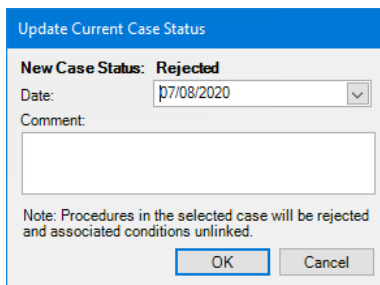 Update Current Case Status
New Case Status: Rejected
Date: 07/08/2020
Comment:
Note: Procedures in the selected case will be rejected
and associated conditions unlinked.
OK Cancel